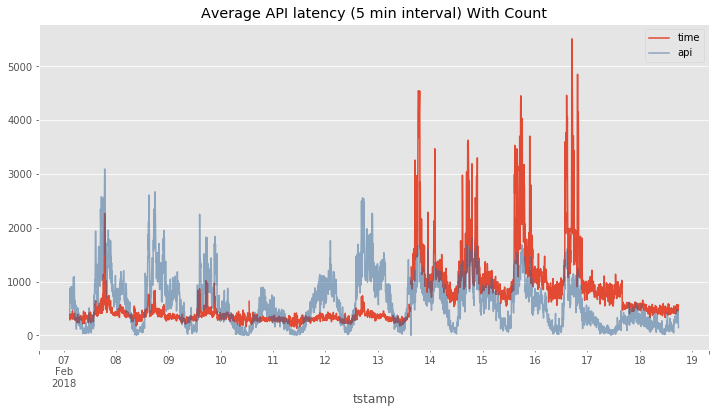 Average API latency (5 min interval) With Count
time
api
5000
4000
3000
2000
1000
0
07 08 09 10 11 12 13 14 15 16 17 18 19
Feb
2018
tstamp